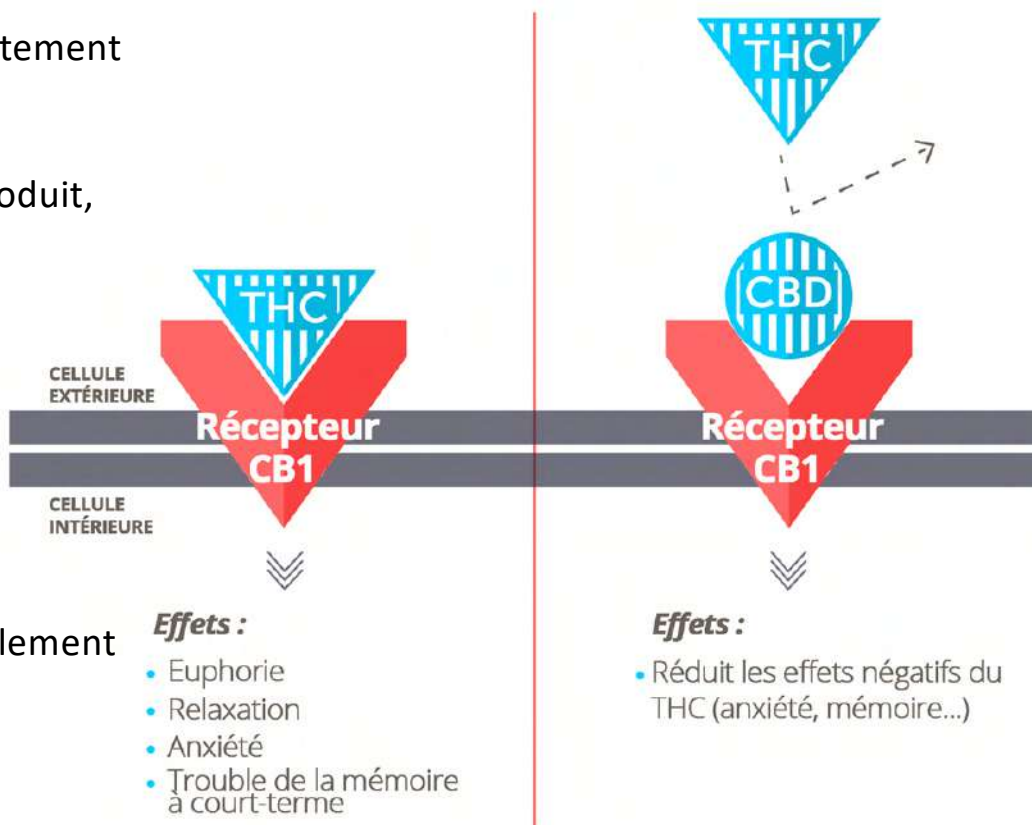 tement
oduit,
lement
THC
CELLULE
EXTÉRIEURE
Récepteur
CB1
CELLULE
INTÉRIEURE
Effets :
• Euphorie
• Relaxation
• Anxiété
• Trouble de la mémoire
à court-terme
THC
CBD
Récepteur
CB1
Effets :
• Réduit les effets négatifs du
THC (anxiété, mémoire...)